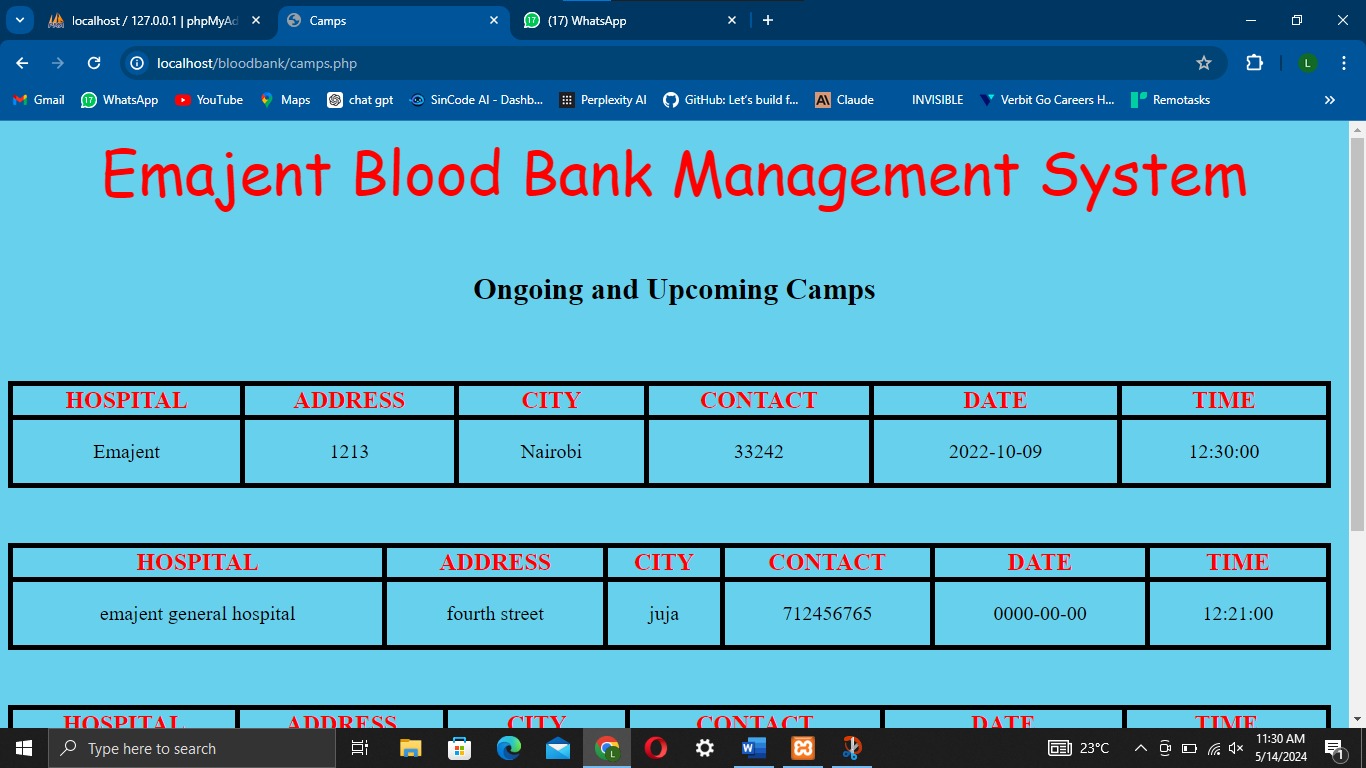 localhost / 127.0.0.1 | phpMyAd
Camps
(17) WhatsApp
localhost/bloodbank/camps.php
L
Gmail
17 WhatsApp
YouTube
Maps
chat gpt
SinCode AI - Dashb...
Perplexity AI
GitHub: Let's build f...
Claude
INVISIBLE
Verbit Go Careers H...
Remotasks
Emajent Blood Bank Management System
Ongoing and Upcoming Camps
HOSPITAL ADDRESS CITY CONTACT DATE TIME
Emajent 1213 Nairobi 33242 2022-10-09 12:30:00
HOSPITAL ADDRESS CITY CONTACT DATE TIME
emajent general hospital fourth street juja 712456765 0000-00-00 12:21:00
HOSPITAL ADDRESS CITY CONTACT DATE TIME
Type here to search
23°C
11:30 AM
5/14/2024
1